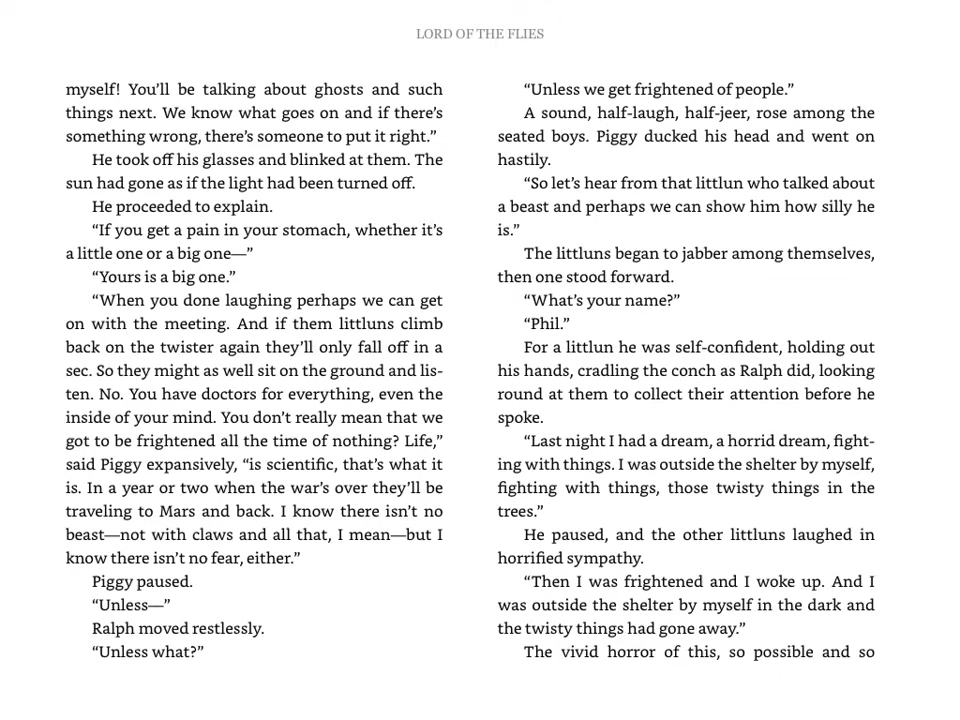 LORD OF THE FLIES
myself! You’ll be talking about ghosts and such
things next. We know what goes on and if there’s
something wrong, there’s someone to put it right.”
He took off his glasses and blinked at them. The
sun had gone as if the light had been turned off.
He proceeded to explain.
“If you get a pain in your stomach, whether it’s
a little one or a big one—”
“Yours is a big one.”
“When you done laughing perhaps we can get
on with the meeting. And if them littluns climb
back on the twister again they’ll only fall off in a
sec. So they might as well sit on the ground and lis-
ten. No. You have doctors for everything, even the
inside of your mind. You don’t really mean that we
got to be frightened all the time of nothing? Life,”
said Piggy expansively, “is scientific, that’s what it
is. In a year or two when the war’s over they’ll be
traveling to Mars and back. I know there isn’t no
beast—not with claws and all that, I mean—but I
know there isn’t no fear, either.”
Piggy paused.
“Unless—”
Ralph moved restlessly.
“Unless what?”
“Unless we get frightened of people.”
A sound, half-laugh, half-jeer, rose among the
seated boys. Piggy ducked his head and went on
hastily.
“So let’s hear from that littlun who talked about
a beast and perhaps we can show him how silly he
is.”
The littluns began to jabber among themselves,
then one stood forward.
“What’s your name?”
“Phil.”
For a littlun he was self-confident, holding out
his hands, cradling the conch as Ralph did, looking
round at them to collect their attention before he
spoke.
“Last night I had a dream, a horrid dream, fight-
ing with things. I was outside the shelter by myself,
fighting with things, those twisty things in the
trees.”
He paused, and the other littluns laughed in
horrified sympathy.
“Then I was frightened and I woke up. And I
was outside the shelter by myself in the dark and
the twisty things had gone away.”
The vivid horror of this, so possible and so